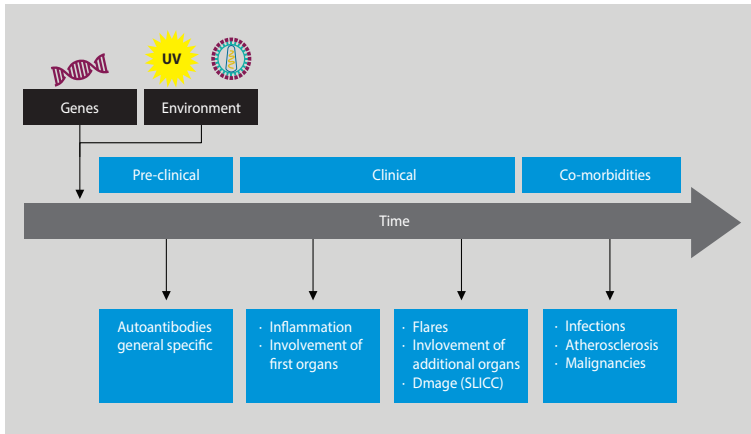 UV
Genes
Environment
Pre-clinical
Clinical
Co-morbidities
Time
Autoantibodies
general specific
· Inflammation
· Involvement of
first organs
· Flares
· Invlovement of
additional organs
· Dmage (SLICC)
· Infections
· Atherosclerosis
· Malignancies